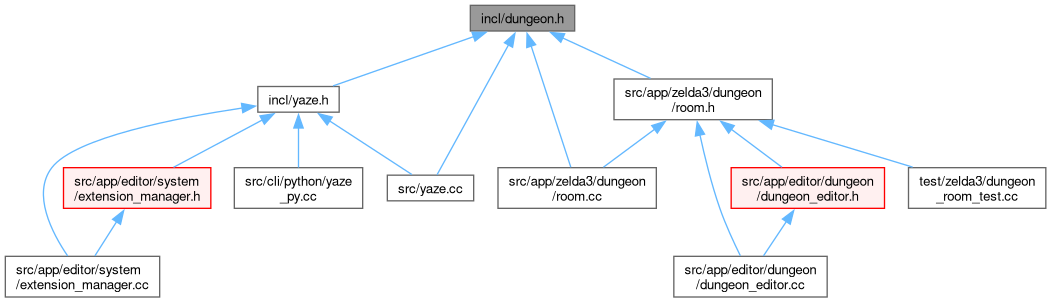 incl/dungeon.h
incl/yaze.h
src/app/zelda3/dungeon
/room.h
src/app/editor/system
/extension_manager.h
src/cli/python/yaze
_py.cc
src/yaze.cc
src/app/zelda3/dungeon
/room.cc
src/app/editor/dungeon
/dungeon_editor.h
test/zelda3/dungeon
_room_test.cc
src/app/editor/system
/extension_manager.cc
src/app/editor/dungeon
/dungeon_editor.cc